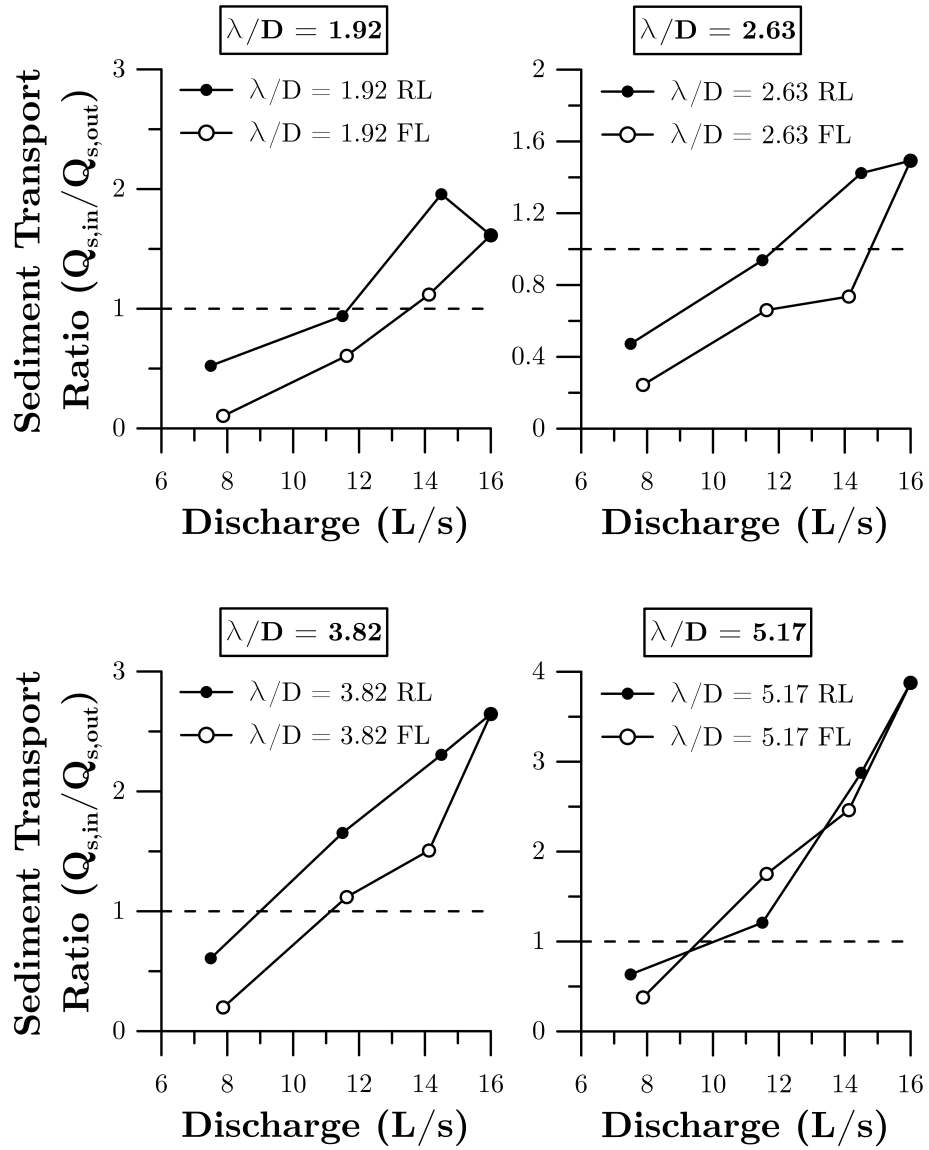 λ/D = 1.92
Sediment Transport
Ratio (Qs,in/Qs,out)
3
2
1
0
λ/D = 1.92 RL
λ/D = 1.92 FL
6 8 10 12 14 16
Discharge (L/s)
λ/D = 2.63
2
1.6
1.2
0.8
0.4
0
λ/D = 2.63 RL
λ/D = 2.63 FL
6 8 10 12 14 16
Discharge (L/s)
λ/D = 3.82
Sediment Transport
Ratio (Qs,in/Qs,out)
3
2
1
0
λ/D = 3.82 RL
λ/D = 3.82 FL
6 8 10 12 14 16
Discharge (L/s)
λ/D = 5.17
4
3
2
1
0
λ/D = 5.17 RL
λ/D = 5.17 FL
6 8 10 12 14 16
Discharge (L/s)